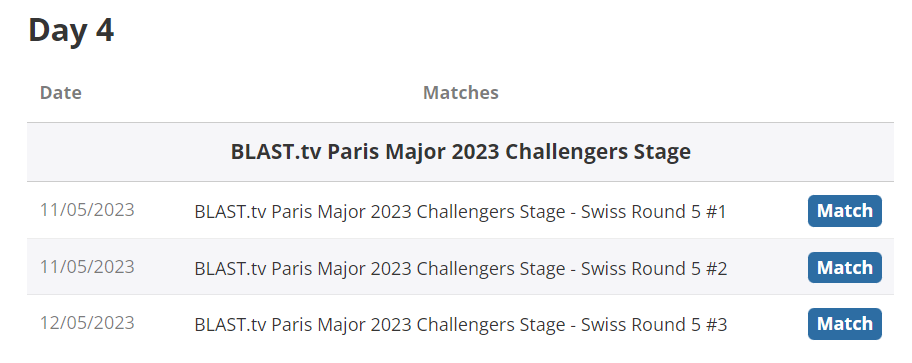 Day 4
Date Matches
BLAST.tv Paris Major 2023 Challengers Stage
11/05/2023 BLAST.tv Paris Major 2023 Challengers Stage - Swiss Round 5 #1 Match
11/05/2023 BLAST.tv Paris Major 2023 Challengers Stage - Swiss Round 5 #2 Match
12/05/2023 BLAST.tv Paris Major 2023 Challengers Stage - Swiss Round 5 #3 Match